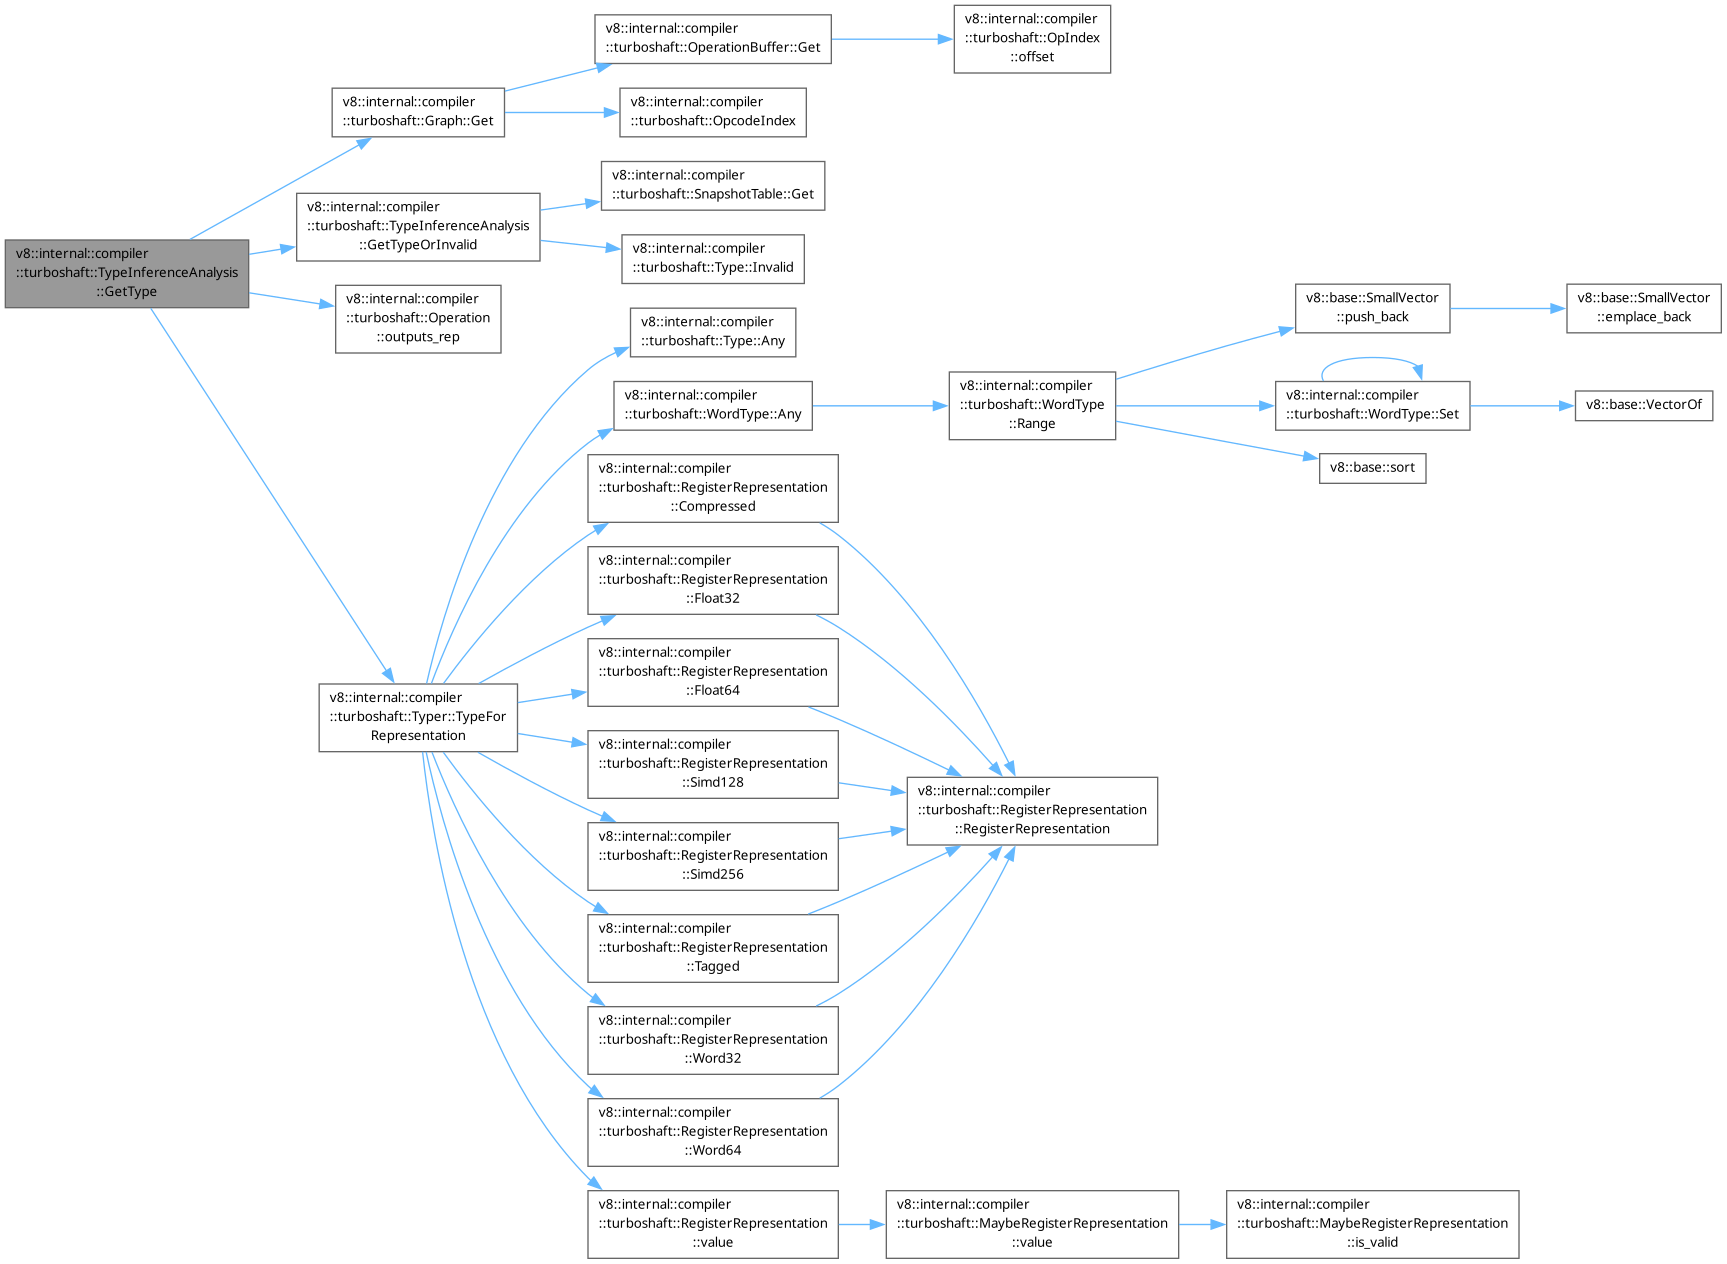 v8::internal::compiler
::turboshaft::TypeInferenceAnalysis
::GetType
v8::internal::compiler
::turboshaft::Graph::Get
v8::internal::compiler
::turboshaft::OperationBuffer::Get
v8::internal::compiler
::turboshaft::OpIndex
::offset
v8::internal::compiler
::turboshaft::OpcodeIndex
v8::internal::compiler
::turboshaft::TypeInferenceAnalysis
::GetTypeOrInvalid
v8::internal::compiler
::turboshaft::SnapshotTable::Get
v8::internal::compiler
::turboshaft::Type::Invalid
v8::internal::compiler
::turboshaft::Operation
::outputs_rep
v8::internal::compiler
::turboshaft::Typer::TypeFor
Representation
v8::internal::compiler
::turboshaft::Type::Any
v8::internal::compiler
::turboshaft::WordType::Any
v8::internal::compiler
::turboshaft::WordType
::Range
v8::base::SmallVector
::push_back
v8::base::SmallVector
::emplace_back
v8::internal::compiler
::turboshaft::WordType::Set
v8::base::VectorOf
v8::base::sort
v8::internal::compiler
::turboshaft::RegisterRepresentation
::Compressed
v8::internal::compiler
::turboshaft::RegisterRepresentation
::Float32
v8::internal::compiler
::turboshaft::RegisterRepresentation
::Float64
v8::internal::compiler
::turboshaft::RegisterRepresentation
::Simd128
v8::internal::compiler
::turboshaft::RegisterRepresentation
::RegisterRepresentation
v8::internal::compiler
::turboshaft::RegisterRepresentation
::Simd256
v8::internal::compiler
::turboshaft::RegisterRepresentation
::Tagged
v8::internal::compiler
::turboshaft::RegisterRepresentation
::Word32
v8::internal::compiler
::turboshaft::RegisterRepresentation
::Word64
v8::internal::compiler
::turboshaft::RegisterRepresentation
::value
v8::internal::compiler
::turboshaft::MaybeRegisterRepresentation
::value
v8::internal::compiler
::turboshaft::MaybeRegisterRepresentation
::is_valid